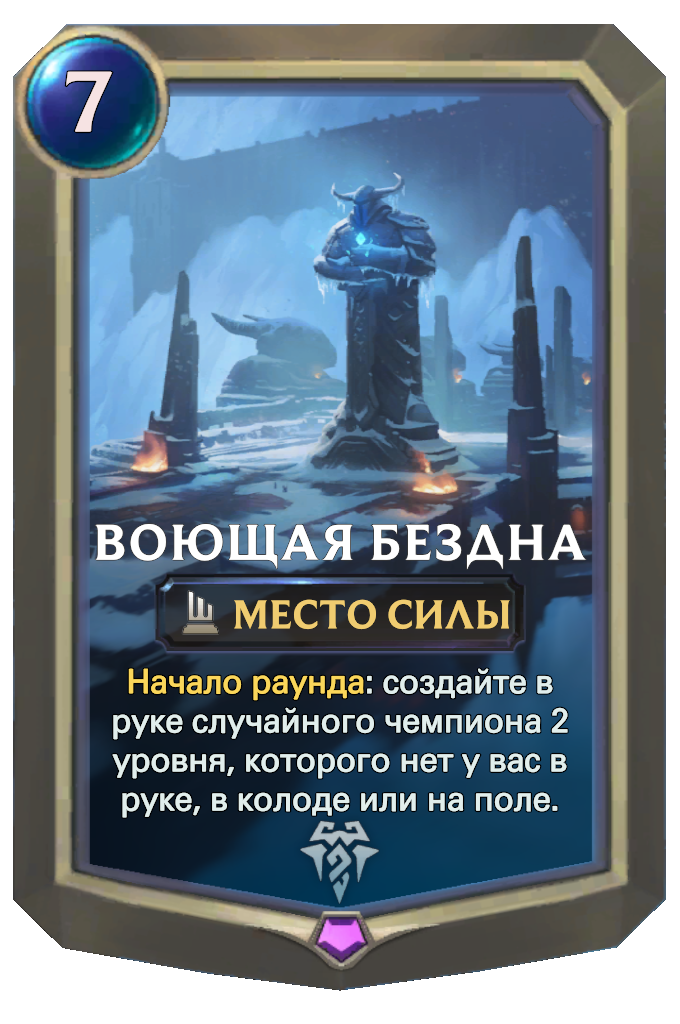 7
ВОЮЩАЯ БЕЗДНА
МЕСТО СИЛЫ
Начало раунда: создайте в
руке случайного чемпиона 2
уровня, которого нет у вас в
руке, в колоде или на поле.